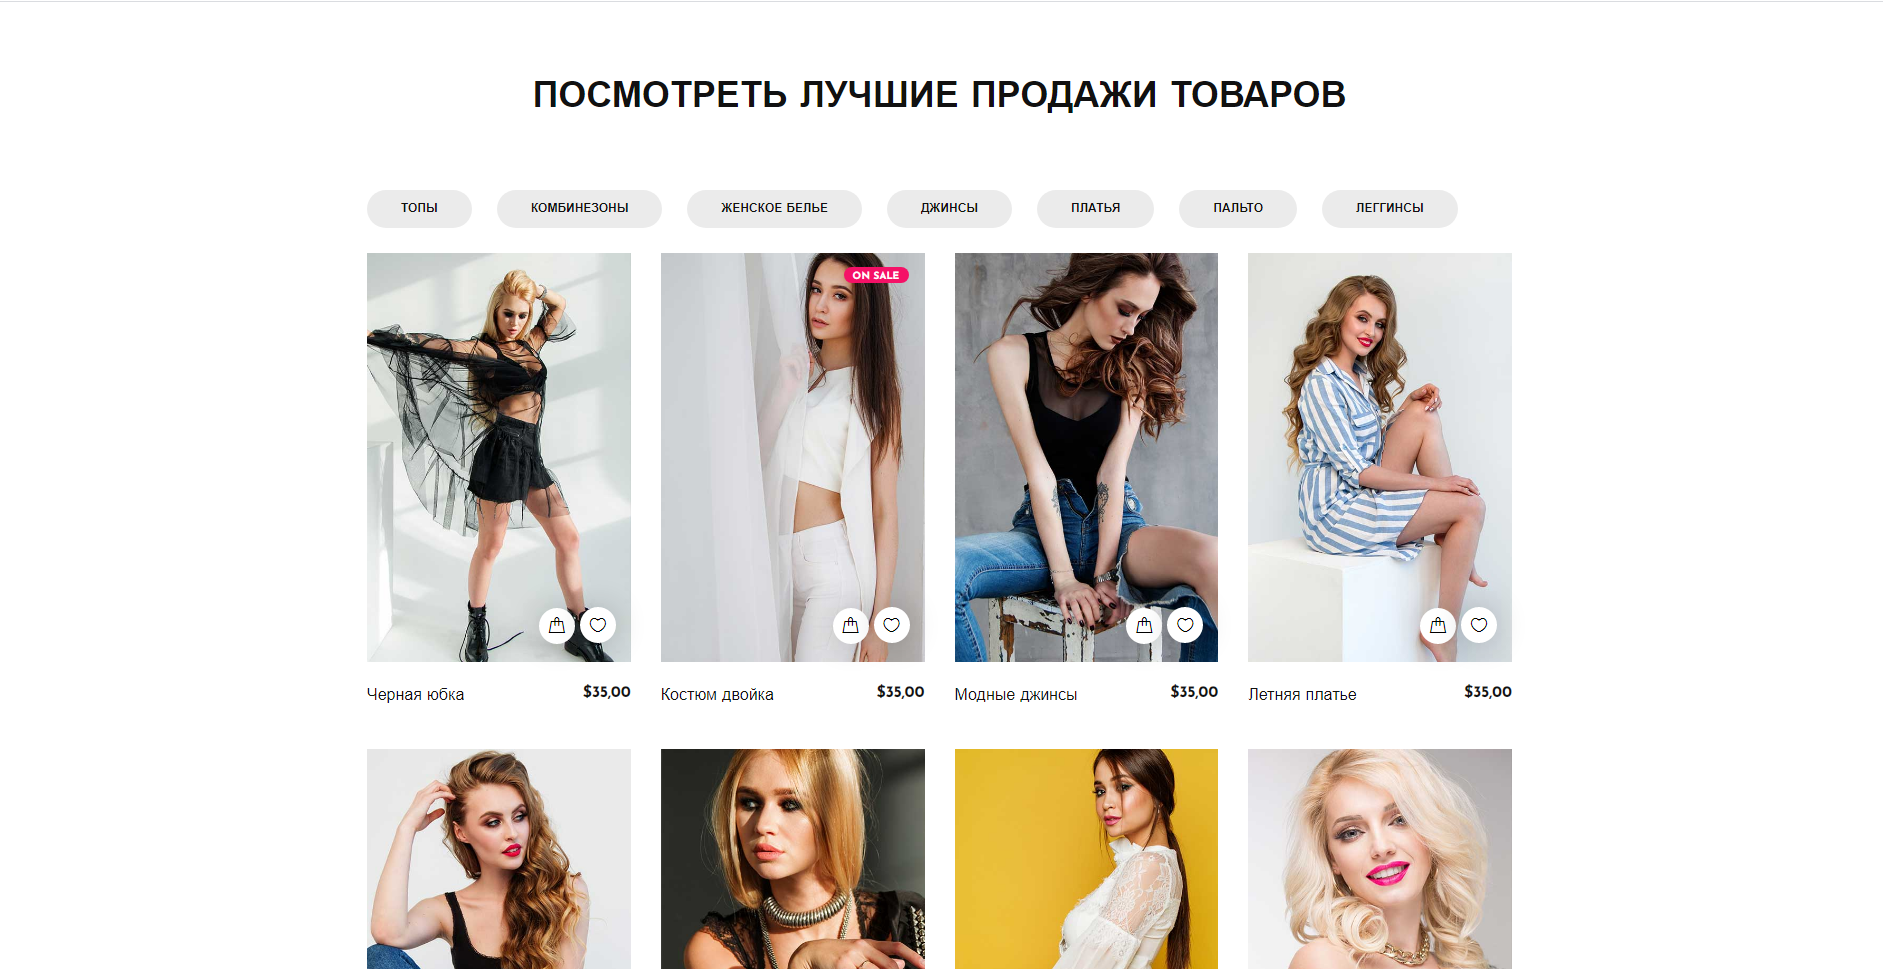 ПОСМОТРЕТЬ ЛУЧШИЕ ПРОДАЖИ ТОВАРОВ
ТОПЫ
КОМБИНЕЗОНЫ
ЖЕНСКОЕ БЕЛЬЕ
ДЖИНСЫ
ПЛАТЬЯ
ПАЛЬТО
ЛЕГГИНСЫ
ON SALE
Черная юбка
$35,00
Костюм двойка
$35,00
Модные джинсы
$35,00
Летняя платье
$35,00